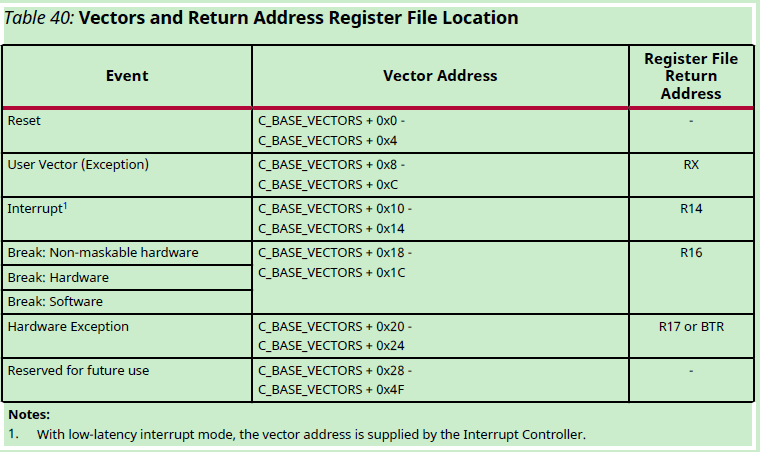 Table 40: Vectors and Return Address Register File Location
Event
Vector Address
Register File
Return
Address
Reset
C_BASE_VECTORS + 0x0 -
C_BASE_VECTORS + 0x4
-
User Vector (Exception)
C_BASE_VECTORS + 0x8 -
C_BASE_VECTORS + 0xC
RX
Interrupt¹
C_BASE_VECTORS + 0x10 -
C_BASE_VECTORS + 0x14
R14
Break: Non-maskable hardware
Break: Hardware
Break: Software
C_BASE_VECTORS + 0x18 -
C_BASE_VECTORS + 0x1C
R16
Hardware Exception
C_BASE_VECTORS + 0x20 -
C_BASE_VECTORS + 0x24
R17 or BTR
Reserved for future use
C_BASE_VECTORS + 0x28 -
C_BASE_VECTORS + 0x4F
-
Notes:
1. With low-latency interrupt mode, the vector address is supplied by the Interrupt Controller.